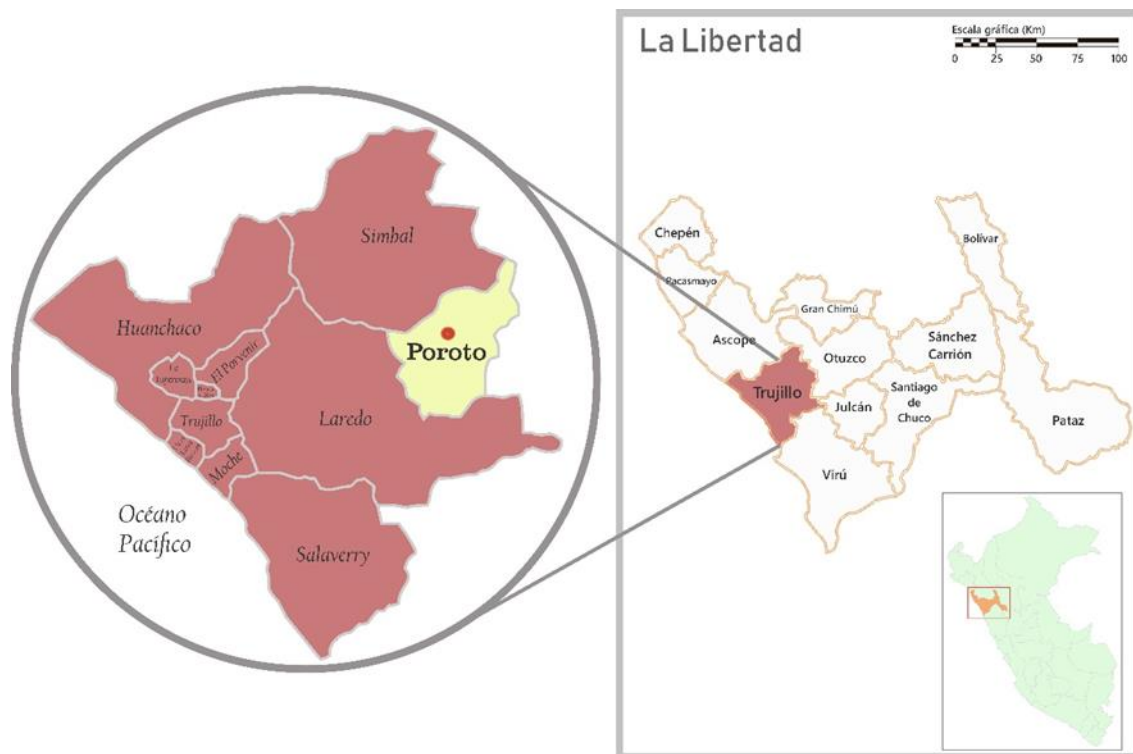 La Libertad
Escala gráfica (Km)
0 25 50 75 100
Simbal
Huanchaco
El Porvenir
Poroto
Trujillo
Laredo
Moche
Océano
Pacífico
Salaverry
Chepén
Pacasmayo
Bolívar
Gran Chimú
Ascope
Otuzco
Sánchez
Carrión
Trujillo
Julcán
Santiago
de
Chuco
Pataz
Virú